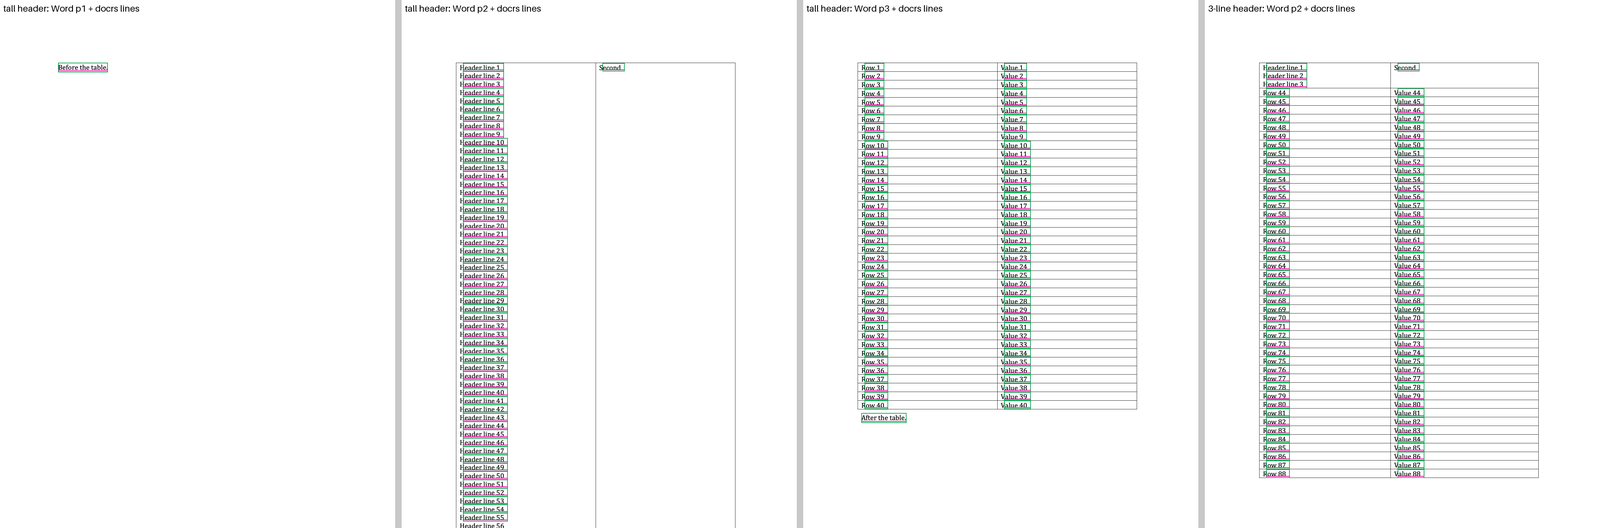 tall header: Word p1 + docrs lines
Before the table.
tall header: Word p2 + docrs lines
Header line 1 Second
Header line 2
Header line 3
Header line 4
Header line 5
Header line 6
Header line 7
Header line 8
Header line 9
Header line 10
Header line 11
Header line 12
Header line 13
Header line 14
Header line 15
Header line 16
Header line 17
Header line 18
Header line 19
Header line 20
Header line 21
Header line 22
Header line 23
Header line 24
Header line 25
Header line 26
Header line 27
Header line 28
Header line 29
Header line 30
Header line 31
Header line 32
Header line 33
Header line 34
Header line 35
Header line 36
Header line 37
Header line 38
Header line 39
Header line 40
Header line 41
Header line 42
Header line 43
Header line 44
Header line 45
Header line 46
Header line 47
Header line 48
Header line 49
Header line 50
Header line 51
Header line 52
Header line 53
Header line 54
Header line 55
Header line 56
tall header: Word p3 + docrs lines
Row 1 Value 1
Row 2 Value 2
Row 3 Value 3
Row 4 Value 4
Row 5 Value 5
Row 6 Value 6
Row 7 Value 7
Row 8 Value 8
Row 9 Value 9
Row 10 Value 10
Row 11 Value 11
Row 12 Value 12
Row 13 Value 13
Row 14 Value 14
Row 15 Value 15
Row 16 Value 16
Row 17 Value 17
Row 18 Value 18
Row 19 Value 19
Row 20 Value 20
Row 21 Value 21
Row 22 Value 22
Row 23 Value 23
Row 24 Value 24
Row 25 Value 25
Row 26 Value 26
Row 27 Value 27
Row 28 Value 28
Row 29 Value 29
Row 30 Value 30
Row 31 Value 31
Row 32 Value 32
Row 33 Value 33
Row 34 Value 34
Row 35 Value 35
Row 36 Value 36
Row 37 Value 37
Row 38 Value 38
Row 39 Value 39
Row 40 Value 40
After the table.
3-line header: Word p2 + docrs lines
Header line 1 Second
Header line 2
Header line 3
Row 44 Value 44
Row 45 Value 45
Row 46 Value 46
Row 47 Value 47
Row 48 Value 48
Row 49 Value 49
Row 50 Value 50
Row 51 Value 51
Row 52 Value 52
Row 53 Value 53
Row 54 Value 54
Row 55 Value 55
Row 56 Value 56
Row 57 Value 57
Row 58 Value 58
Row 59 Value 59
Row 60 Value 60
Row 61 Value 61
Row 62 Value 62
Row 63 Value 63
Row 64 Value 64
Row 65 Value 65
Row 66 Value 66
Row 67 Value 67
Row 68 Value 68
Row 69 Value 69
Row 70 Value 70
Row 71 Value 71
Row 72 Value 72
Row 73 Value 73
Row 74 Value 74
Row 75 Value 75
Row 76 Value 76
Row 77 Value 77
Row 78 Value 78
Row 79 Value 79
Row 80 Value 80
Row 81 Value 81
Row 82 Value 82
Row 83 Value 83
Row 84 Value 84
Row 85 Value 85
Row 86 Value 86
Row 87 Value 87
Row 88 Value 88